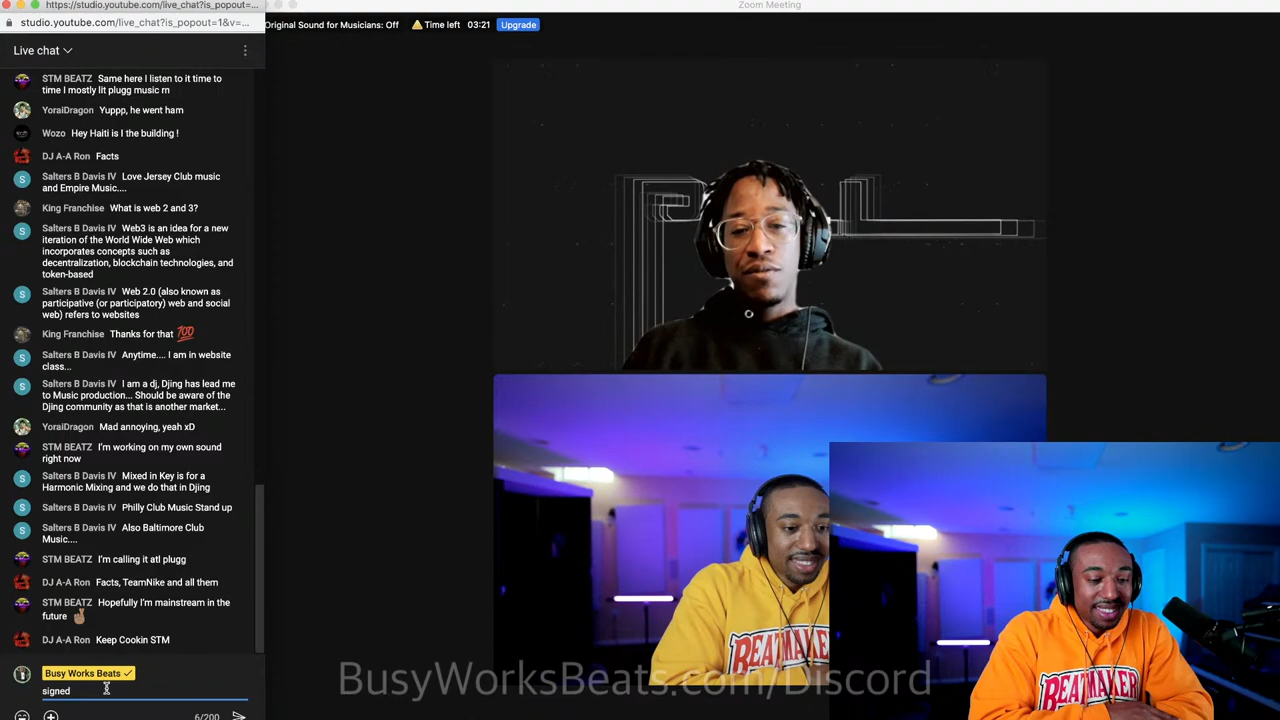 https://studio.youtube.com/live_chat?is_popout=...
Zoom Meeting
studio.youtube.com/live_chat?is_popout=1&v=...
Original Sound for Musicians: Off
Time left
03:21
Upgrade
Live chat
STM BEATZ Same here I listen to it time to
time I mostly lit plugg music rn
YoraiDragon Yuppp, he went ham
Wozo Hey Haiti is I the building !
DJ A-A Ron Facts
S
Salters B Davis IV Love Jersey Club music
and Empire Music....
King Franchise What is web 2 and 3?
S
Salters B Davis IV Web3 is an idea for a new
iteration of the World Wide Web which
incorporates concepts such as
decentralization, blockchain technologies, and
token-based
S
Salters B Davis IV Web 2.0 (also known as
participative (or participatory) web and social
web) refers to websites
King Franchise Thanks for that 💯
S
Salters B Davis IV Anytime.... I am in website
class...
S
Salters B Davis IV I am a dj, Djing has lead me
to Music production... Should be aware of the
Djing community as that is another market...
YoraiDragon Mad annoying, yeah xD
STM BEATZ I'm working on my own sound
right now
S
Salters B Davis IV Mixed in Key is for a
Harmonic Mixing and we do that in Djing
S
Salters B Davis IV Philly Club Music Stand up
S
Salters B Davis IV Also Baltimore Club
Music....
STM BEATZ I'm calling it atl plugg
DJ A-A Ron Facts, TeamNike and all them
STM BEATZ Hopefully I'm mainstream in the
future 🤞🏽
DJ A-A Ron Keep Cookin STM
Busy Works Beats
signed
6/200
BEATMAKER
BEATMAKER
BusyWorksBeats.com/Discord